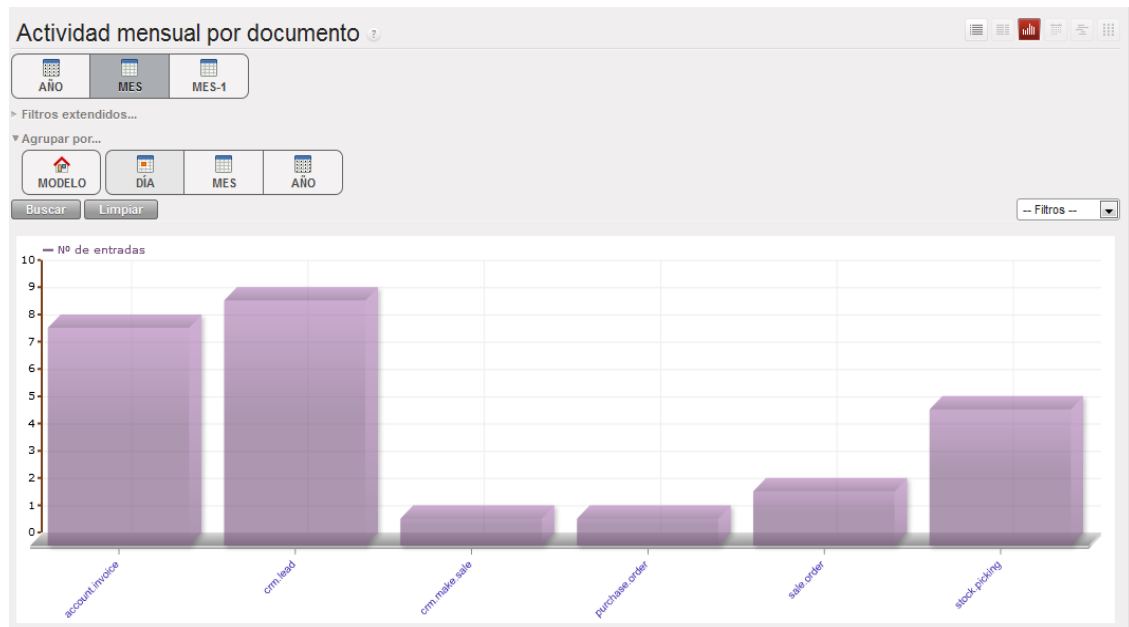 Actividad mensual por documento ?
AÑO MES MES-1
Filtros extendidos...
Agrupar por...
MODELO DÍA MES AÑO
Buscar Limpiar -- Filtros --
Nº de entradas
10
9
8
7
6
5
4
3
2
1
0
account.invoice crm.lead crm.make.sale purchase.order sale.order stock.picking